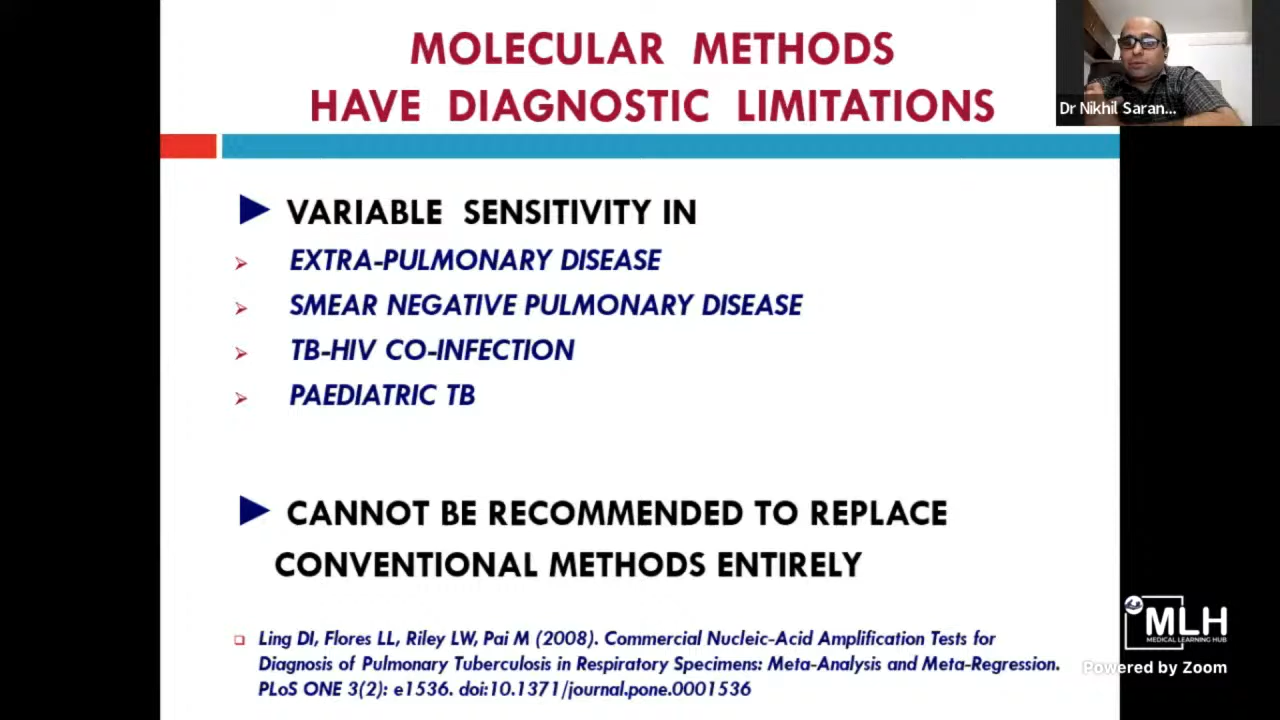 MOLECULAR METHODS
HAVE DIAGNOSTIC LIMITATIONS
Dr Nikhil Saran...
VARIABLE SENSITIVITY IN
EXTRA-PULMONARY DISEASE
SMEAR NEGATIVE PULMONARY DISEASE
TB-HIV CO-INFECTION
PAEDIATRIC TB
CANNOT BE RECOMMENDED TO REPLACE
CONVENTIONAL METHODS ENTIRELY
Ling DI, Flores LL, Riley LW, Pai M (2008). Commercial Nucleic-Acid Amplification Tests for
Diagnosis of Pulmonary Tuberculosis in Respiratory Specimens: Meta-Analysis and Meta-Regression.
PLoS ONE 3(2): e1536. doi:10.1371/journal.pone.0001536
MLH
MEDICAL LEARNING HUB
Powered by Zoom